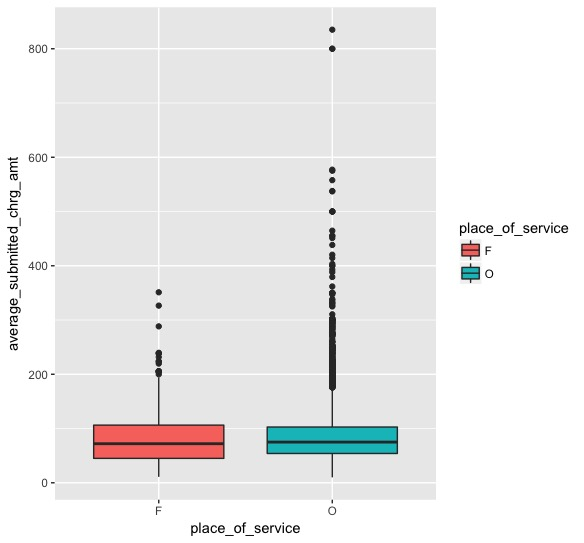 average_submitted_chrg_amt
800
600
400
200
0
F
O
place_of_service
place_of_service
F
O